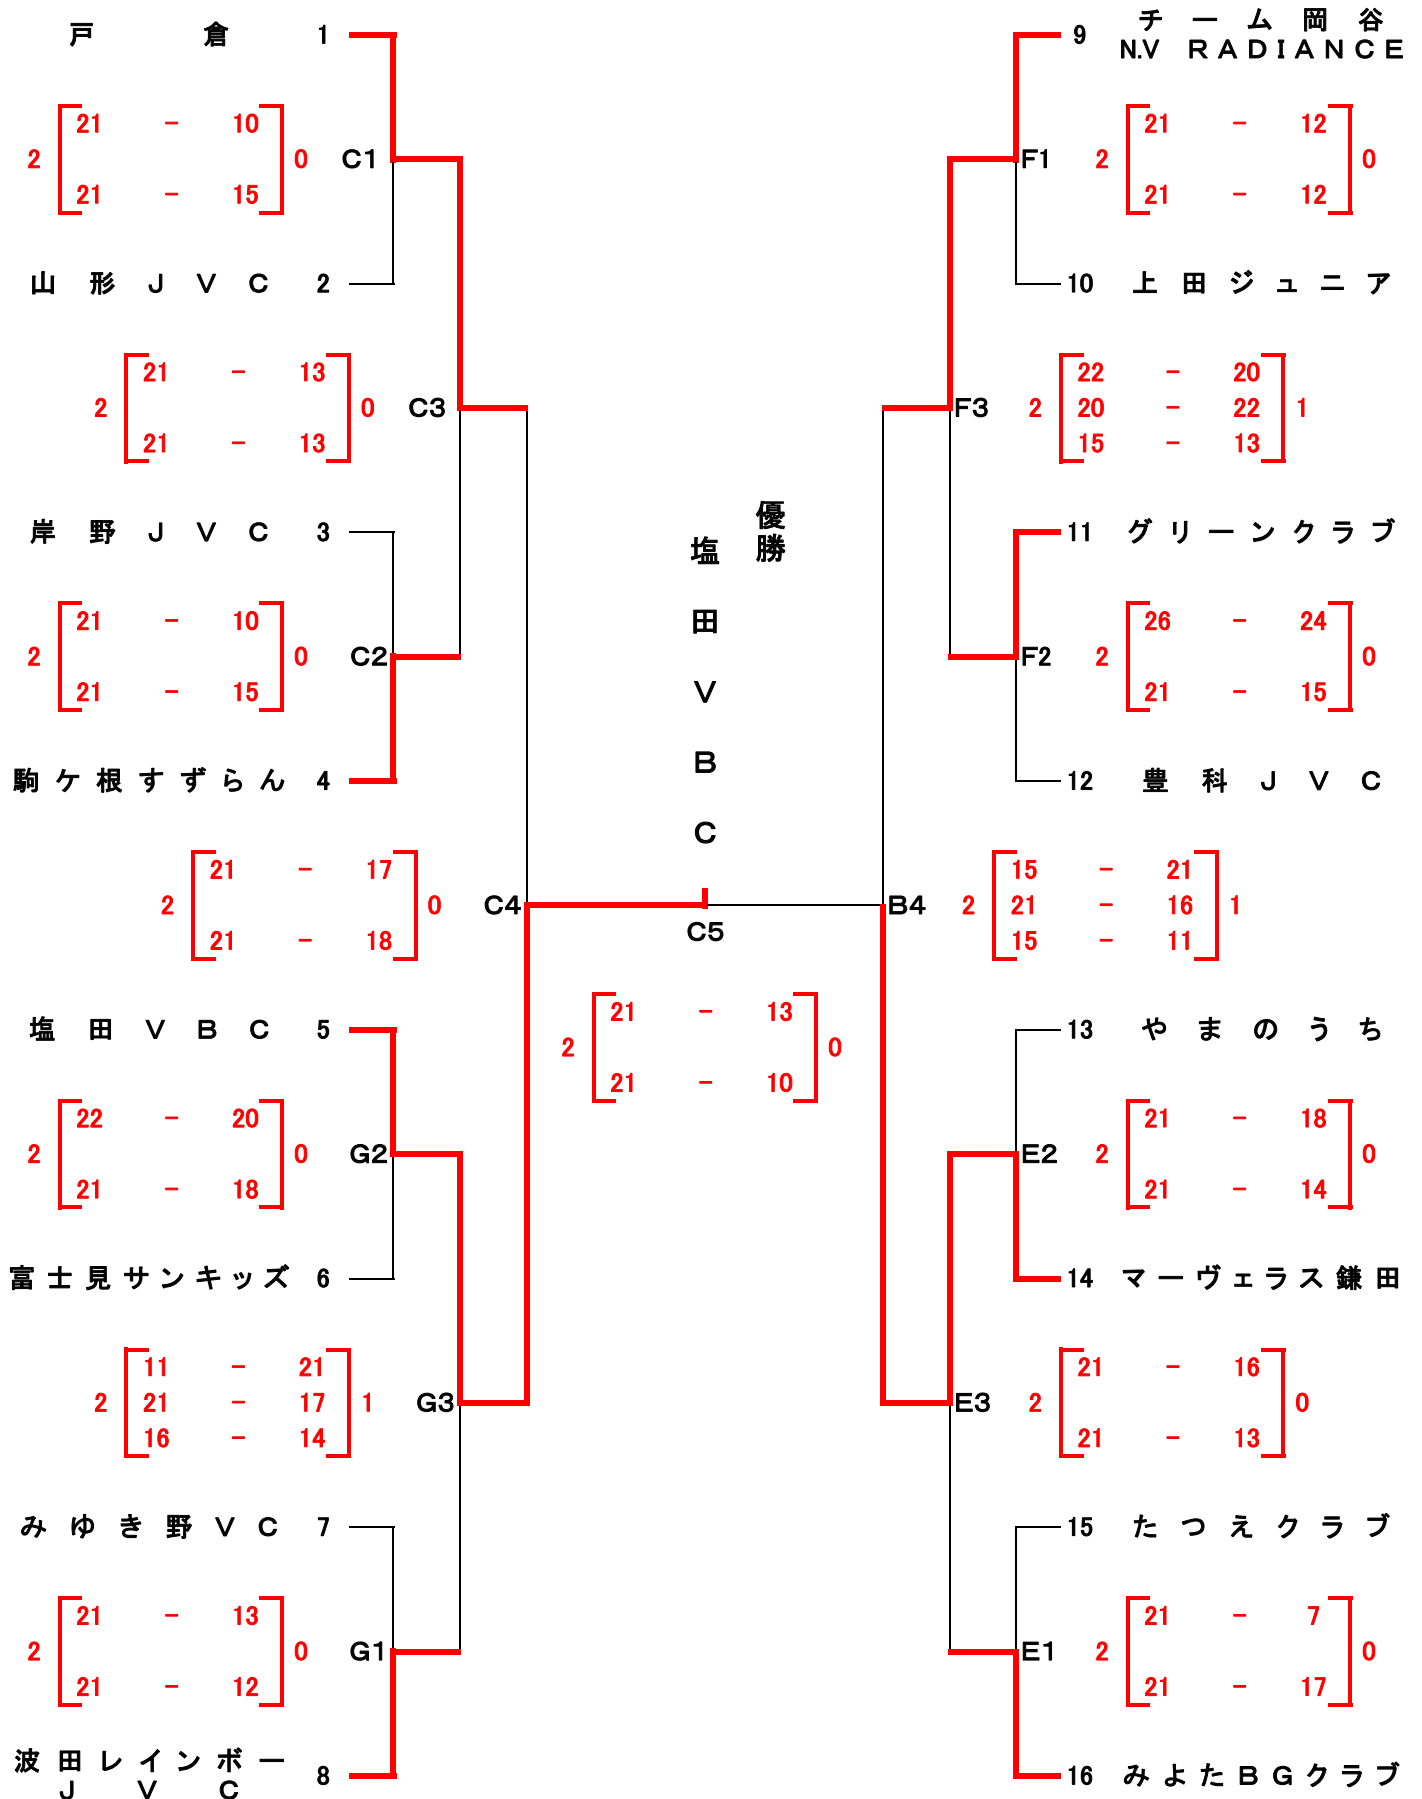 戸倉 1
2 21 - 10 0 C1
21 - 15
山形JVC 2
2 21 - 13 0 C3
21 - 13
岸野JVC 3
2 21 - 10 0 C2
21 - 15
駒ケ根すずらん 4
2 21 - 17 0 C4
21 - 18
塩田VBC 5
2 22 - 20 0 G2
21 - 18
富士見サンキッズ 6
11 - 21
2 21 - 17 1 G3
16 - 14
みゆき野VC 7
2 21 - 13 0 G1
21 - 12
波田レインボー
JVC 8
優勝
塩田VBC
C5
2 21 - 13 0
21 - 10
9 チーム岡谷
N.V RADIANCE
F1 2 21 - 12 0
21 - 12
10 上田ジュニア
22 - 20
F3 2 20 - 22 1
15 - 13
11 グリーンクラブ
F2 2 26 - 24 0
21 - 15
12 豊科JVC
15 - 21
B4 2 21 - 16 1
15 - 11
13 やまのうち
E2 2 21 - 18 0
21 - 14
14 マーヴェラス鎌田
E3 2 21 - 16 0
21 - 13
15 たつえクラブ
E1 2 21 - 7 0
21 - 17
16 みよたBGクラブ